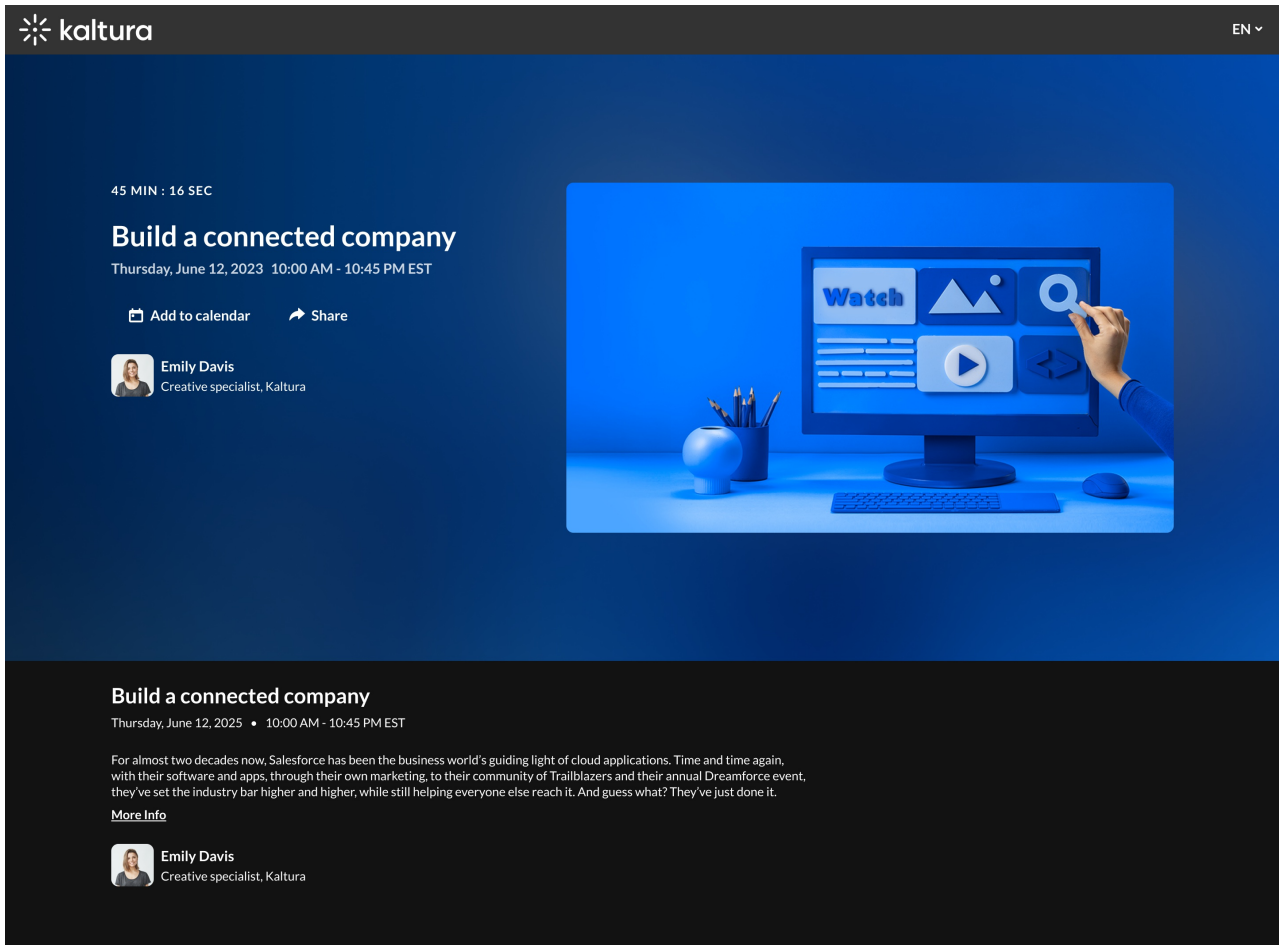 kaltura
EN
45 MIN : 16 SEC
Build a connected company
Thursday, June 12, 2023 10:00 AM - 10:45 PM EST
Add to calendar
Share
Emily Davis
Creative specialist, Kaltura
Watch
Build a connected company
Thursday, June 12, 2025 • 10:00 AM - 10:45 PM EST
For almost two decades now, Salesforce has been the business world's guiding light of cloud applications. Time and time again,
with their software and apps, through their own marketing, to their community of Trailblazers and their annual Dreamforce event,
they've set the industry bar higher and higher, while still helping everyone else reach it. And guess what? They've just done it.
More Info
Emily Davis
Creative specialist, Kaltura